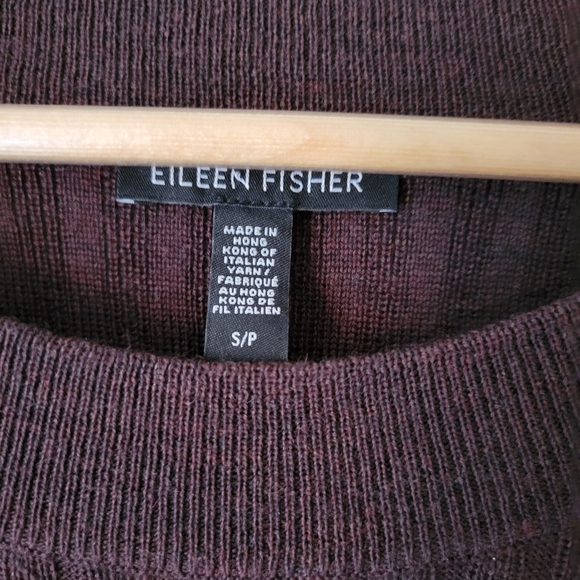 EILEEN FISHER
MADE IN
HONG
KONG OF
ITALIAN
YARN /
FABRIQUÉ
AU HONG
KONG DE
FIL ITALIEN
S/P